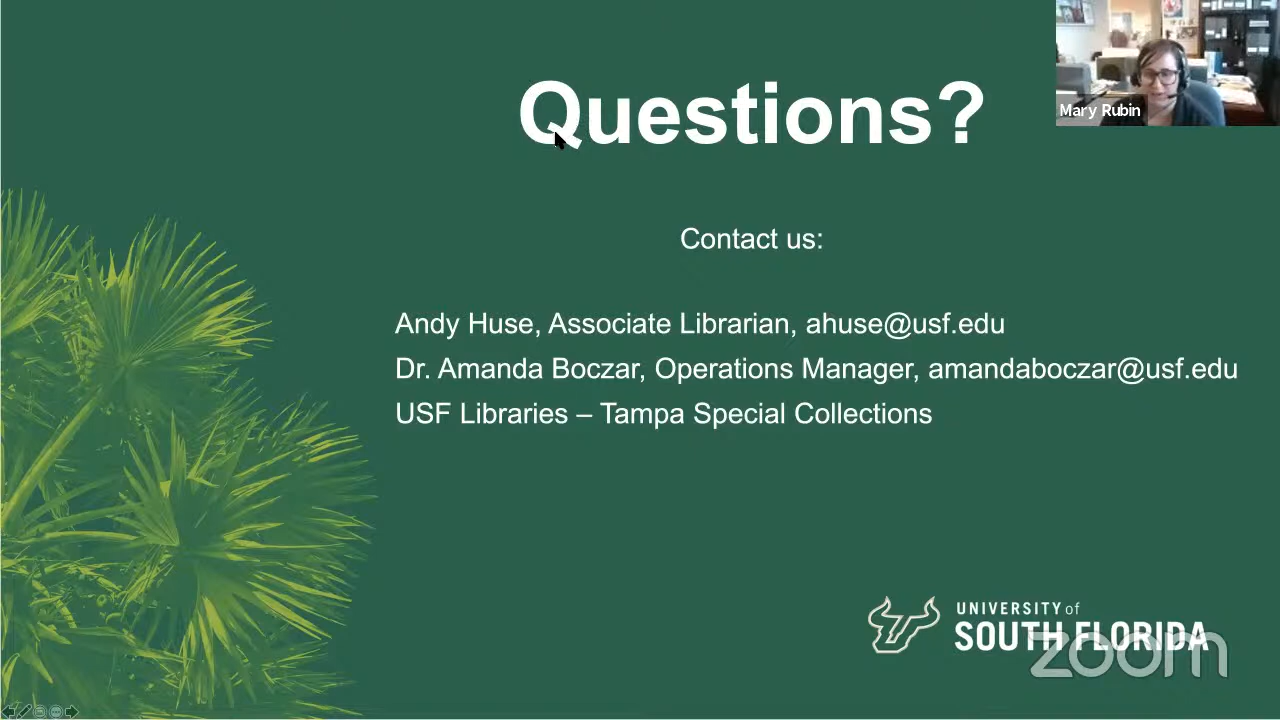 Questions?
Mary Rubin
Contact us:
Andy Huse, Associate Librarian, ahuse@usf.edu
Dr. Amanda Boczar, Operations Manager, amandaboczar@usf.edu
USF Libraries – Tampa Special Collections
UNIVERSITY of
SOUTH FLORIDA
zoom